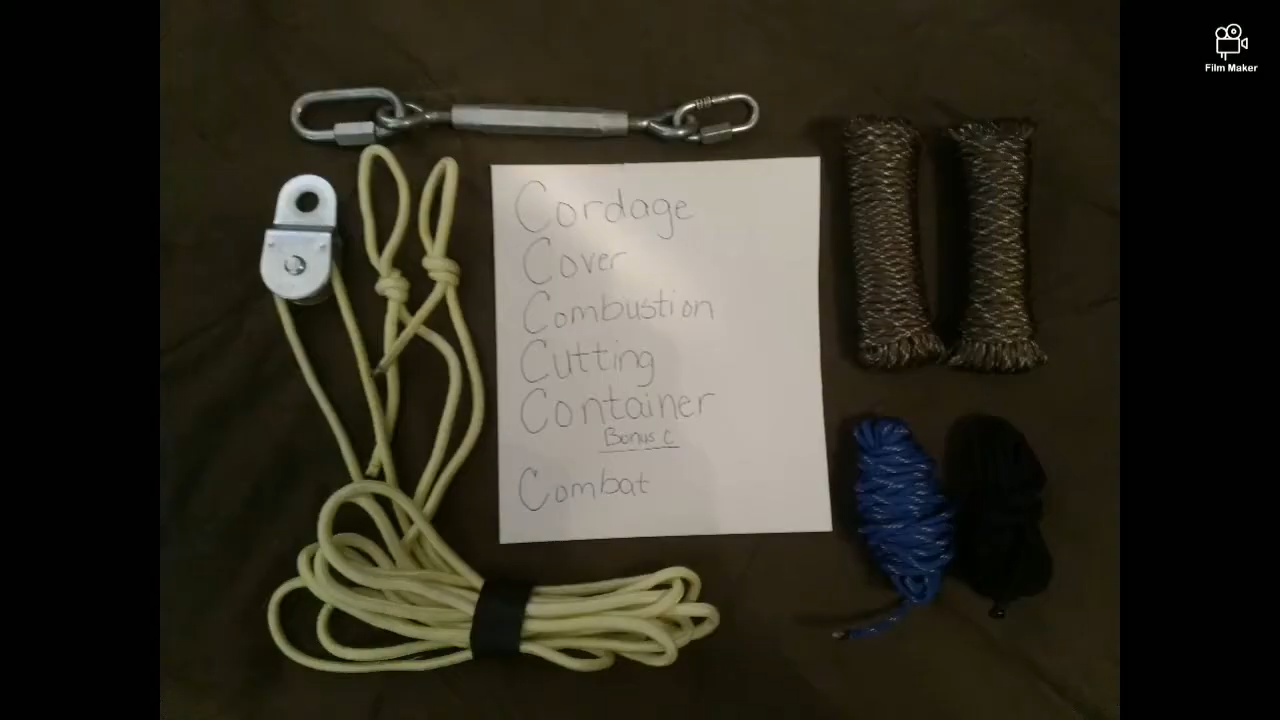 Film Maker
Cordage
Cover
Combustion
Cutting
Container
Bonus C
Combat